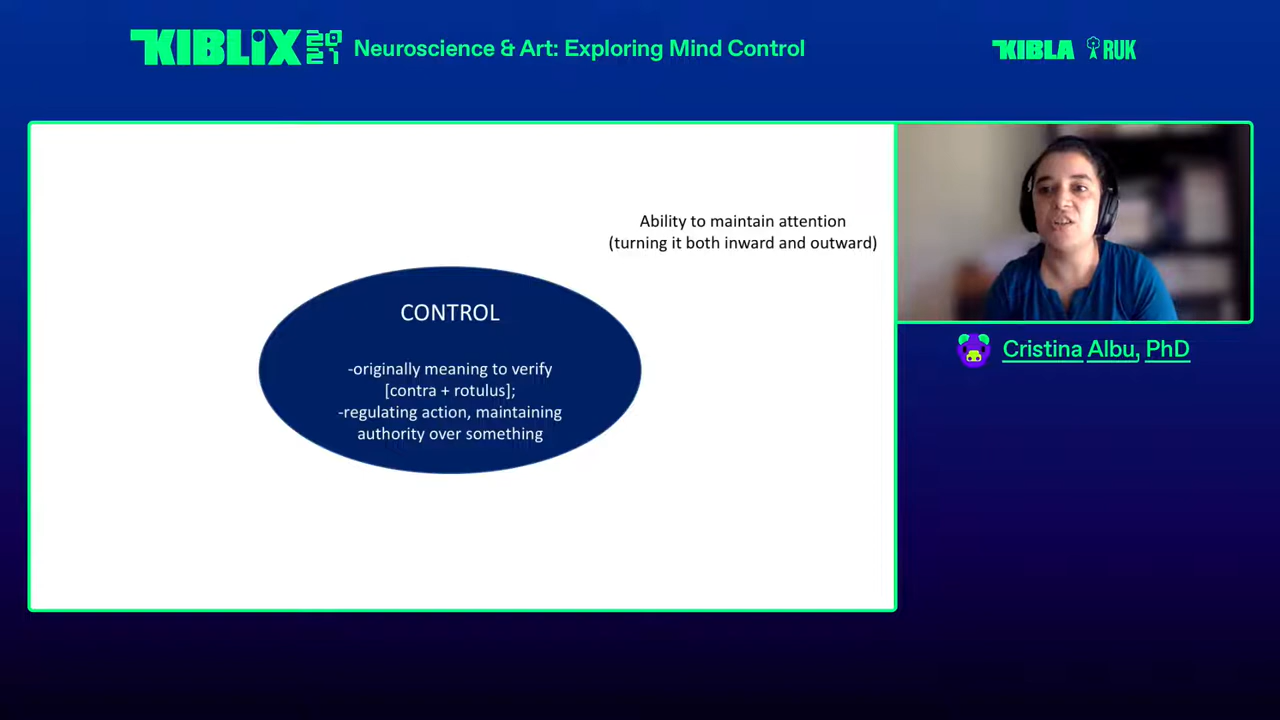 KIBLIX 2021 Neuroscience & Art: Exploring Mind Control KIBLA RUK
Ability to maintain attention
(turning it both inward and outward)
CONTROL
-originally meaning to verify
[contra + rotulus];
-regulating action, maintaining
authority over something
Cristina Albu, PhD